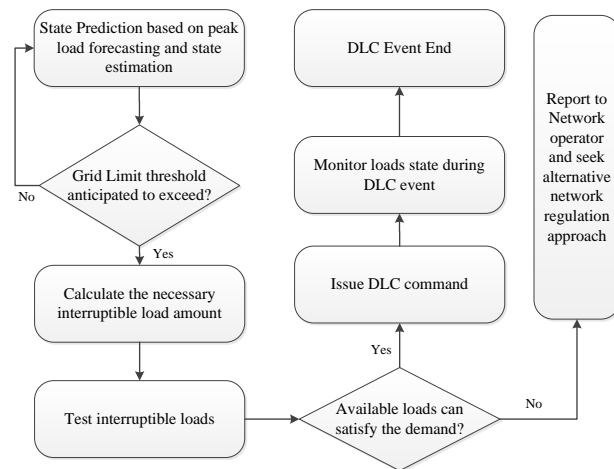 State Prediction based on peak
load forecasting and state
estimation
Grid Limit threshold
anticipated to exceed?
No
Yes
Calculate the necessary
interruptible load amount
Test interruptible loads
Available loads can
satisfy the demand?
Yes
No
Issue DLC command
Monitor loads state during
DLC event
DLC Event End
Report to
Network
operator
and seek
alternative
network
regulation
approach